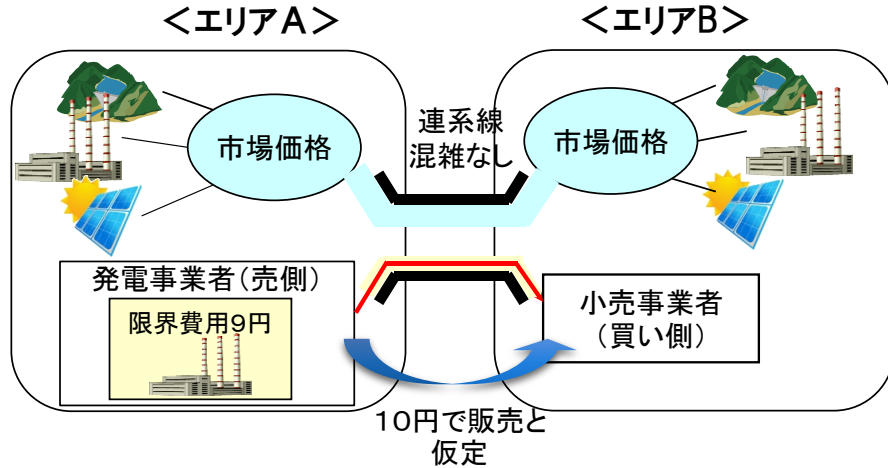 ＜エリアA＞
＜エリアB＞
市場価格
連系線
混雑なし
市場価格
発電事業者（売側）
限界費用９円
小売事業者
（買い側）
１０円で販売と
仮定